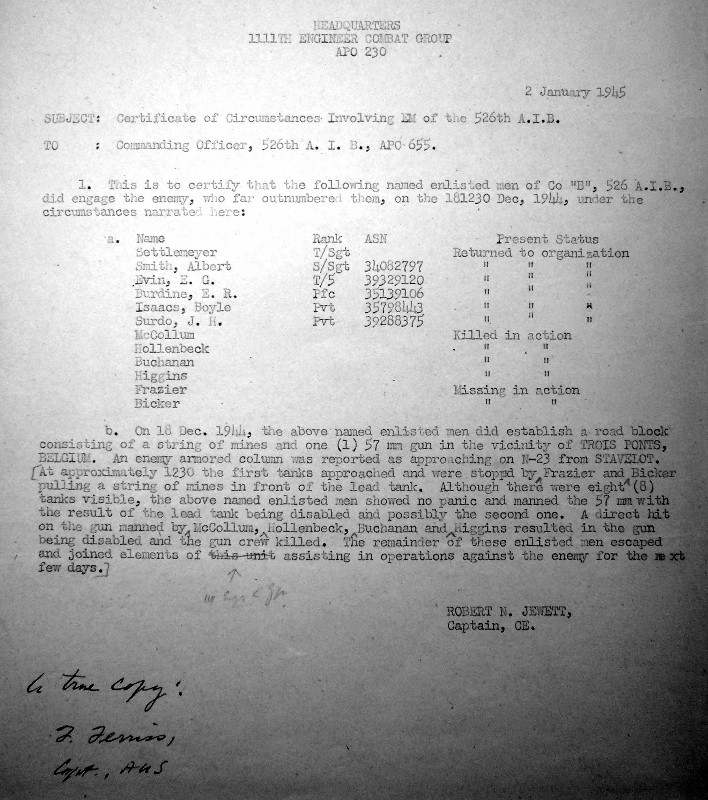 HEADQUARTERS
1111TH ENGINEER COMBAT GROUP
APO 230
2 January 1945
SUBJECT: Certificate of Circumstances Involving EM of the 526th A.I.B.
TO : Commanding Officer, 526th A. I. B., APO 655.
1. This is to certify that the following named enlisted men of Co "B", 526 A.I.B.,
did engage the enemy, who far outnumbered them, on the 181230 Dec, 1944, under the
circumstances narrated here:
a. Name Rank ASN Present Status
Settlemeyer T/Sgt Returned to organization
Smith, Albert S/Sgt 34082797 " " "
Evin, E. G. T/5 39329120 " " "
Burdine, E. R. Pfc 35139106 " " "
Isaacs, Boyle Pvt 35798443 " " "
Surdo, J. H. Pvt 39288375 " " "
McCollum Killed in action
Hollenbeck " "
Buchanan " "
Higgins " "
Frazier Missing in action
Bicker " "
b. On 18 Dec. 1944, the above named enlisted men did establish a road block
consisting of a string of mines and one (1) 57 mm gun in the vicinity of TROIS PONTS,
BELGIUM. An enemy armored column was reported as approaching on N-23 from STAVELOT.
[At approximately 1230 the first tanks approached and were stoppd by Frazier and Bicker
pulling a string of mines in front of the lead tank. Although there were eight (8)
tanks visible, the above named enlisted men showed no panic and manned the 57 mm with
the result of the lead tank being disabled and possibly the second one. A direct hit
on the gun manned by McCollum, Hollenbeck, Buchanan and Higgins resulted in the gun
being disabled and the gun crew killed. The remainder of these enlisted men escaped
and joined elements of this unit assisting in operations against the enemy for the next
few days.]
ROBERT N. JEWETT,
Captain, CE.
A true copy:
F. Ferriss,
Capt., AUS